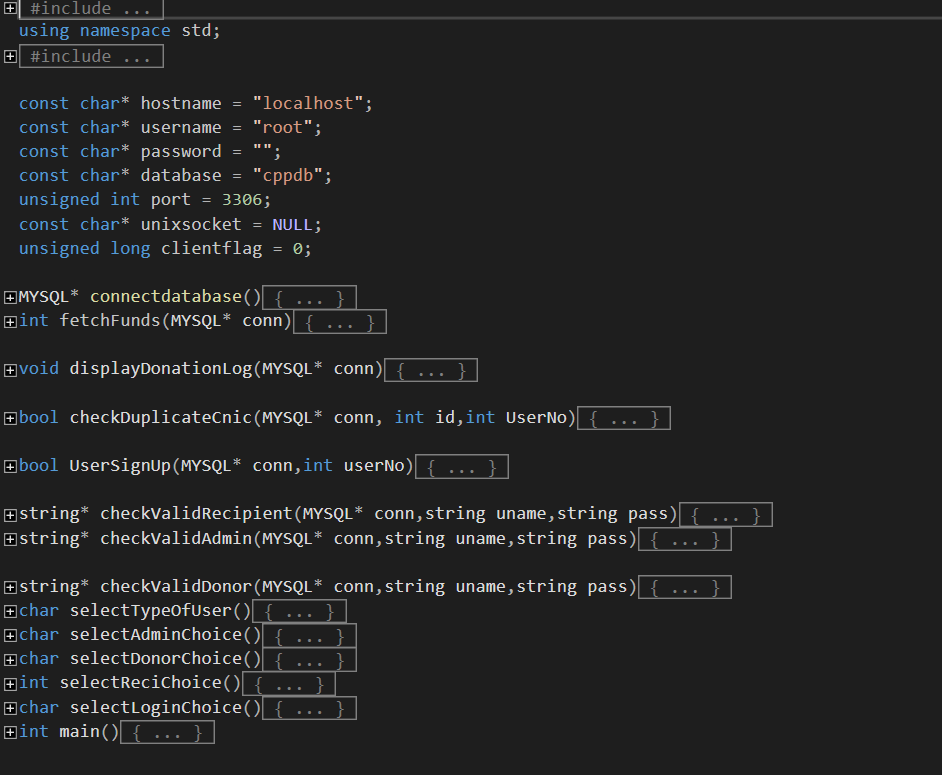 #include ...
using namespace std;
#include ...
const char* hostname = "localhost";
const char* username = "root";
const char* password = "";
const char* database = "cppdb";
unsigned int port = 3306;
const char* unixsocket = NULL;
unsigned long clientflag = 0;
MYSQL* connectdatabase(){ ... }
int fetchFunds(MYSQL* conn){ ... }
void displayDonationLog(MYSQL* conn){ ... }
bool checkDuplicateCnic(MYSQL* conn, int id,int UserNo){ ... }
bool UserSignUp(MYSQL* conn,int userNo){ ... }
string* checkValidRecipient(MYSQL* conn,string uname,string pass){ ... }
string* checkValidAdmin(MYSQL* conn,string uname,string pass){ ... }
string* checkValidDonor(MYSQL* conn,string uname,string pass){ ... }
char selectTypeOfUser(){ ... }
char selectAdminChoice(){ ... }
char selectDonorChoice(){ ... }
int selectReciChoice(){ ... }
char selectLoginChoice(){ ... }
int main(){ ... }